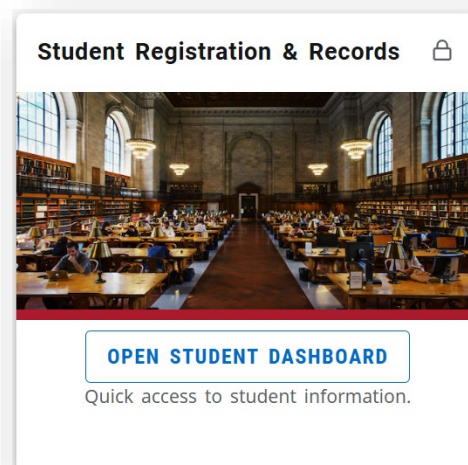 Student Registration & Records
OPEN STUDENT DASHBOARD
Quick access to student information.